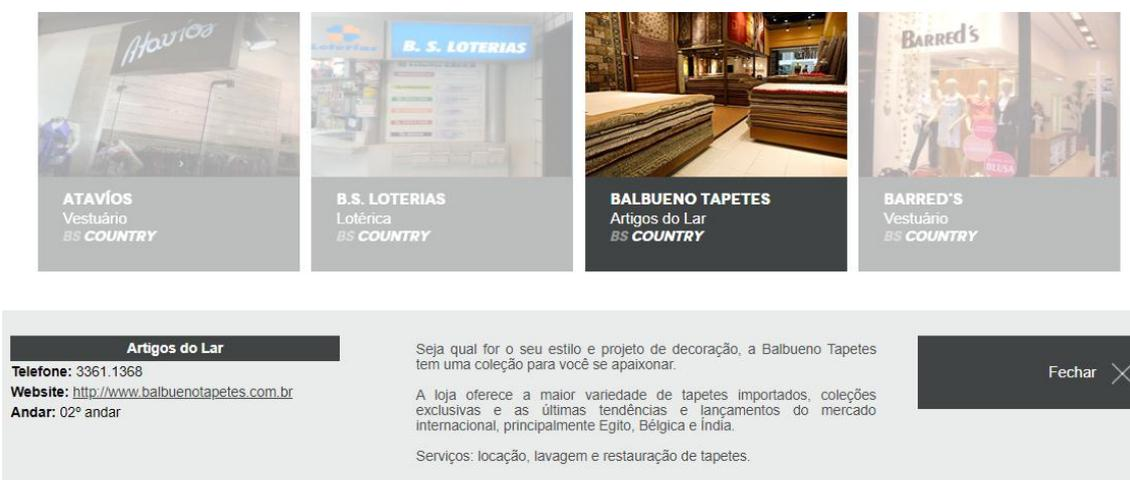 Atavíos
Loterias
B. S. LOTERIAS
BARRED'S
BLUSA
ATAVÍOS
Vestuário
BS COUNTRY
B.S. LOTERIAS
Lotérica
BS COUNTRY
BALBUENO TAPETES
Artigos do Lar
BS COUNTRY
BARRED'S
Vestuário
BS COUNTRY
Artigos do Lar
Telefone: 3361.1368
Website: http://www.balbuenotapetes.com.br
Andar: 02º andar
Seja qual for o seu estilo e projeto de decoração, a Balbueno Tapetes
tem uma coleção para você se apaixonar.
A loja oferece a maior variedade de tapetes importados, coleções
exclusivas e as últimas tendências e lançamentos do mercado
internacional, principalmente Egito, Bélgica e Índia.
Serviços: locação, lavagem e restauração de tapetes.
Fechar